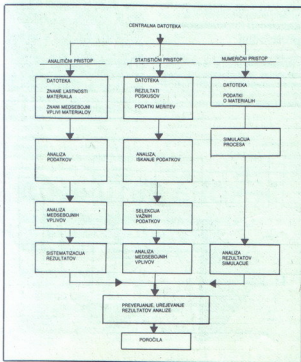 CENTRALNA DATOTEKA
ANALITIČNI PRISTOP
STATISTIČNI PRISTOP
NUMERIČNI PRISTOP
DATOTEKA
ZNANE LASTNOSTI
MATERIALA
ZNANI MEDSEBOJNI
VPLIVI MATERIALOV
DATOTEKA
REZULTATI
POSKUSOV
PODATKI MERITEV
DATOTEKA
PODATKI
O MATERIALIH
SIMULACIJA
PROCESA
ANALIZA
PODATKOV
ANALIZA,
ISKANJE PODATKOV
ANALIZA
MEDSEBOJNIH
VPLIVOV
SELEKCIJA
VAŽNIH
PODATKOV
SISTEMATIZACIJA
REZULTATOV
ANALIZA
MEDSEBOJNIH
VPLIVOV
ANALIZA
REZULTATOV
SIMULACIJE
PREVERJANJE, UREJEVANJE
REZULTATOV ANALIZE
POROČILA